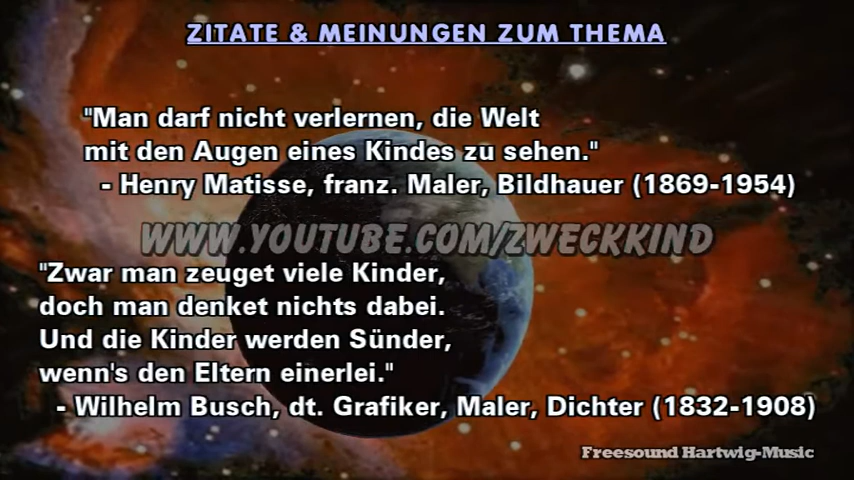 ZITATE & MEINUNGEN ZUM THEMA
"Man darf nicht verlernen, die Welt
mit den Augen eines Kindes zu sehen."
- Henry Matisse, franz. Maler, Bildhauer (1869-1954)
WWW.YOUTUBE.COM/ZWECKKIND
"Zwar man zeuget viele Kinder,
doch man denket nichts dabei.
Und die Kinder werden Sünder,
wenn's den Eltern einerlei."
- Wilhelm Busch, dt. Grafiker, Maler, Dichter (1832-1908)
Freesound Hartwig-Music